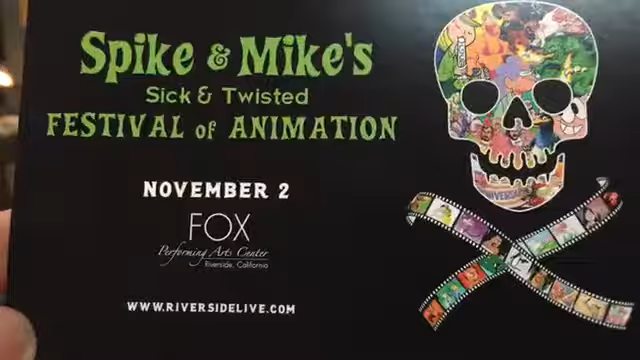 Spike & Mike's
Sick & Twisted
FESTIVAL of ANIMATION
NOVEMBER 2
FOX
Performing Arts Center
Riverside, California
WWW.RIVERSIDELIVE.COM